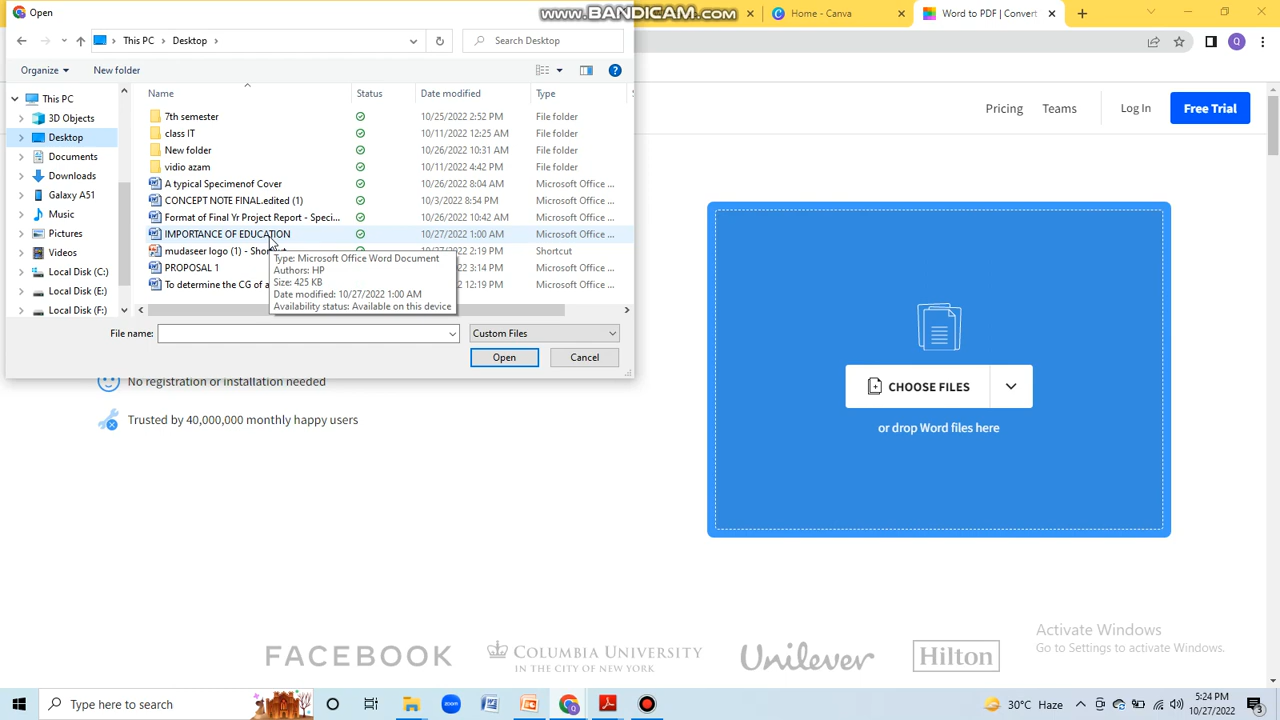 Open
www.BANDICAM.com
Home - Canva
Word to PDF | Convert
This PC
Desktop
Search Desktop
Organize
New folder
Name
Status
Date modified
Type
This PC
3D Objects
Desktop
Documents
Downloads
Galaxy A51
Music
Pictures
Videos
Local Disk (C:)
Local Disk (E:)
Local Disk (F:)
7th semester
10/25/2022 2:52 PM
File folder
class IT
10/11/2022 12:25 AM
File folder
New folder
10/26/2022 10:31 AM
File folder
vidio azam
10/11/2022 4:42 PM
File folder
A typical Specimenof Cover
10/26/2022 8:04 AM
Microsoft Office ...
CONCEPT NOTE FINAL.edited (1)
10/3/2022 8:54 PM
Microsoft Office ...
Format of Final Yr Project Report - Speci...
10/26/2022 10:42 AM
Microsoft Office ...
IMPORTANCE OF EDUCATION
10/27/2022 1:00 AM
Microsoft Office ...
mudaseer logo (1) - Shortcut
2:19 PM
Shortcut
PROPOSAL 1
3:14 PM
Microsoft Office ...
To determine the CG of a
12:19 PM
Microsoft Office ...
Type: Microsoft Office Word Document
Authors: HP
Size: 425 KB
Date modified: 10/27/2022 1:00 AM
Availability status: Available on this device
File name:
Custom Files
Open
Cancel
Pricing
Teams
Log In
Free Trial
CHOOSE FILES
or drop Word files here
No registration or installation needed
Trusted by 40,000,000 monthly happy users
FACEBOOK
COLUMBIA UNIVERSITY
IN THE CITY OF NEW YORK
Unilever
Hilton
Activate Windows
Go to Settings to activate Windows.
Type here to search
zoom
30°C Haze
5:24 PM
10/27/2022
3